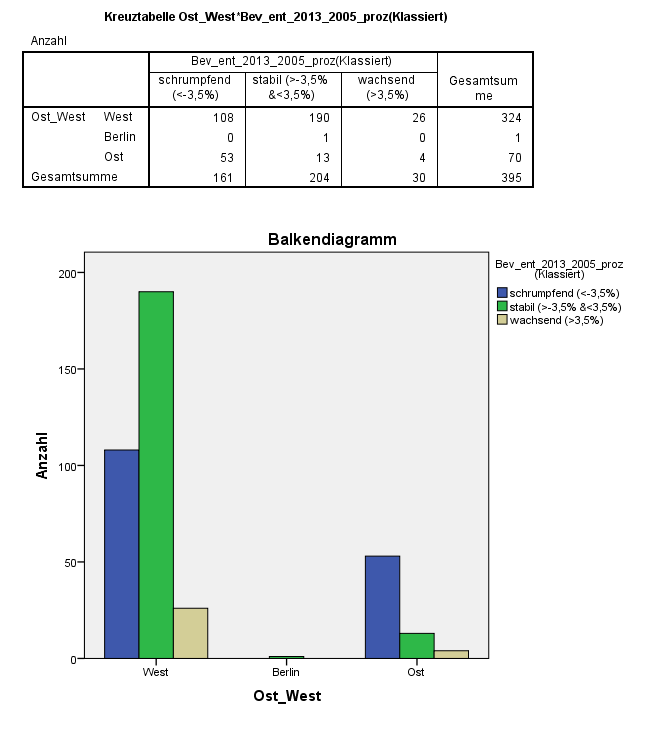 Kreuztabelle Ost_West*Bev_ent_2013_2005_proz(Klassiert)
Anzahl
Bev_ent_2013_2005_proz(Klassiert)
schrumpfend (<-3,5%)
stabil (>-3,5% &<3,5%)
wachsend (>3,5%)
Gesamtsum me
Ost_West West 108 190 26 324
Berlin 0 1 0 1
Ost 53 13 4 70
Gesamtsumme 161 204 30 395
Balkendiagramm
Bev_ent_2013_2005_proz
(Klassiert)
schrumpfend (<-3,5%)
stabil (>-3,5% &<3,5%)
wachsend (>3,5%)
200
150
100
50
0
Anzahl
West Berlin Ost
Ost_West